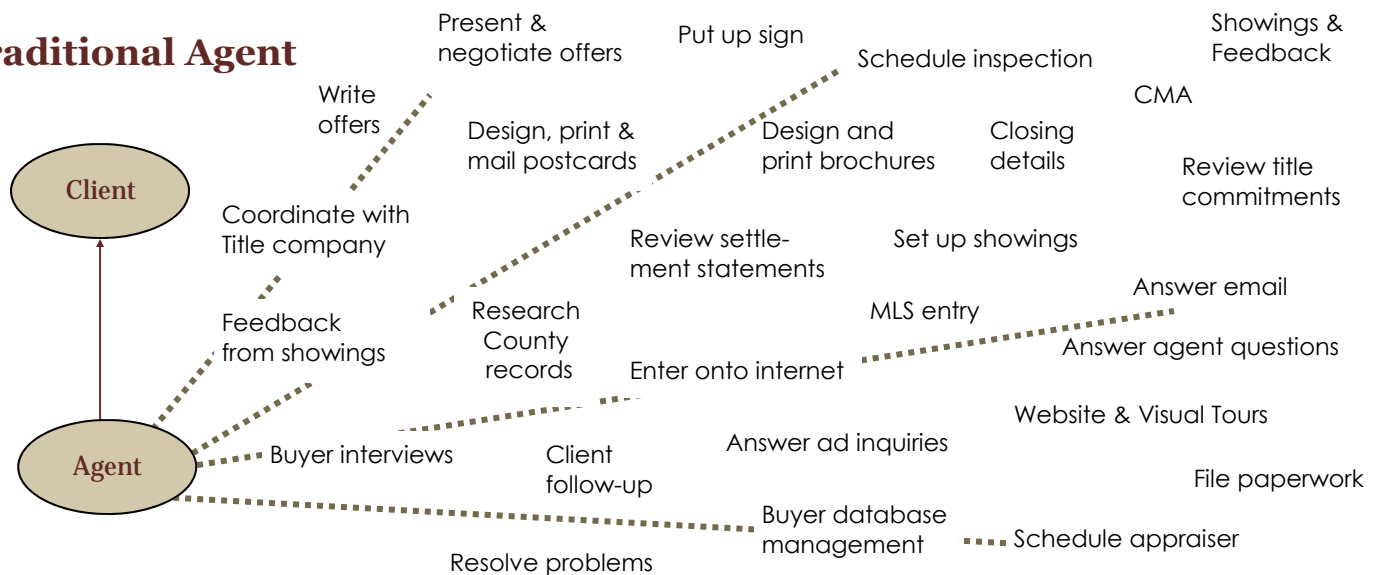 raditional Agent
Present &
negotiate offers
Put up sign
Showings &
Feedback
Schedule inspection
Write
offers
CMA
Design, print &
mail postcards
Design and
print brochures
Closing
details
Review title
commitments
Client
Coordinate with
Title company
Review settle-
ment statements
Set up showings
Answer email
Feedback
from showings
Research
County
records
MLS entry
Answer agent questions
Enter onto internet
Website & Visual Tours
Agent
Buyer interviews
Client
follow-up
Answer ad inquiries
File paperwork
Buyer database
management
Schedule appraiser
Resolve problems